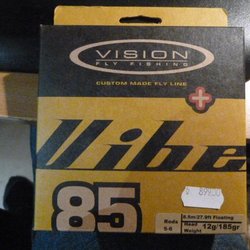 VISION
FLY FISHING
CUSTOM MADE FLY LINE
+
Vibe
85
Rods
5-6
8.5m/27.9ft Floating
Head
Weight
12g/185gr